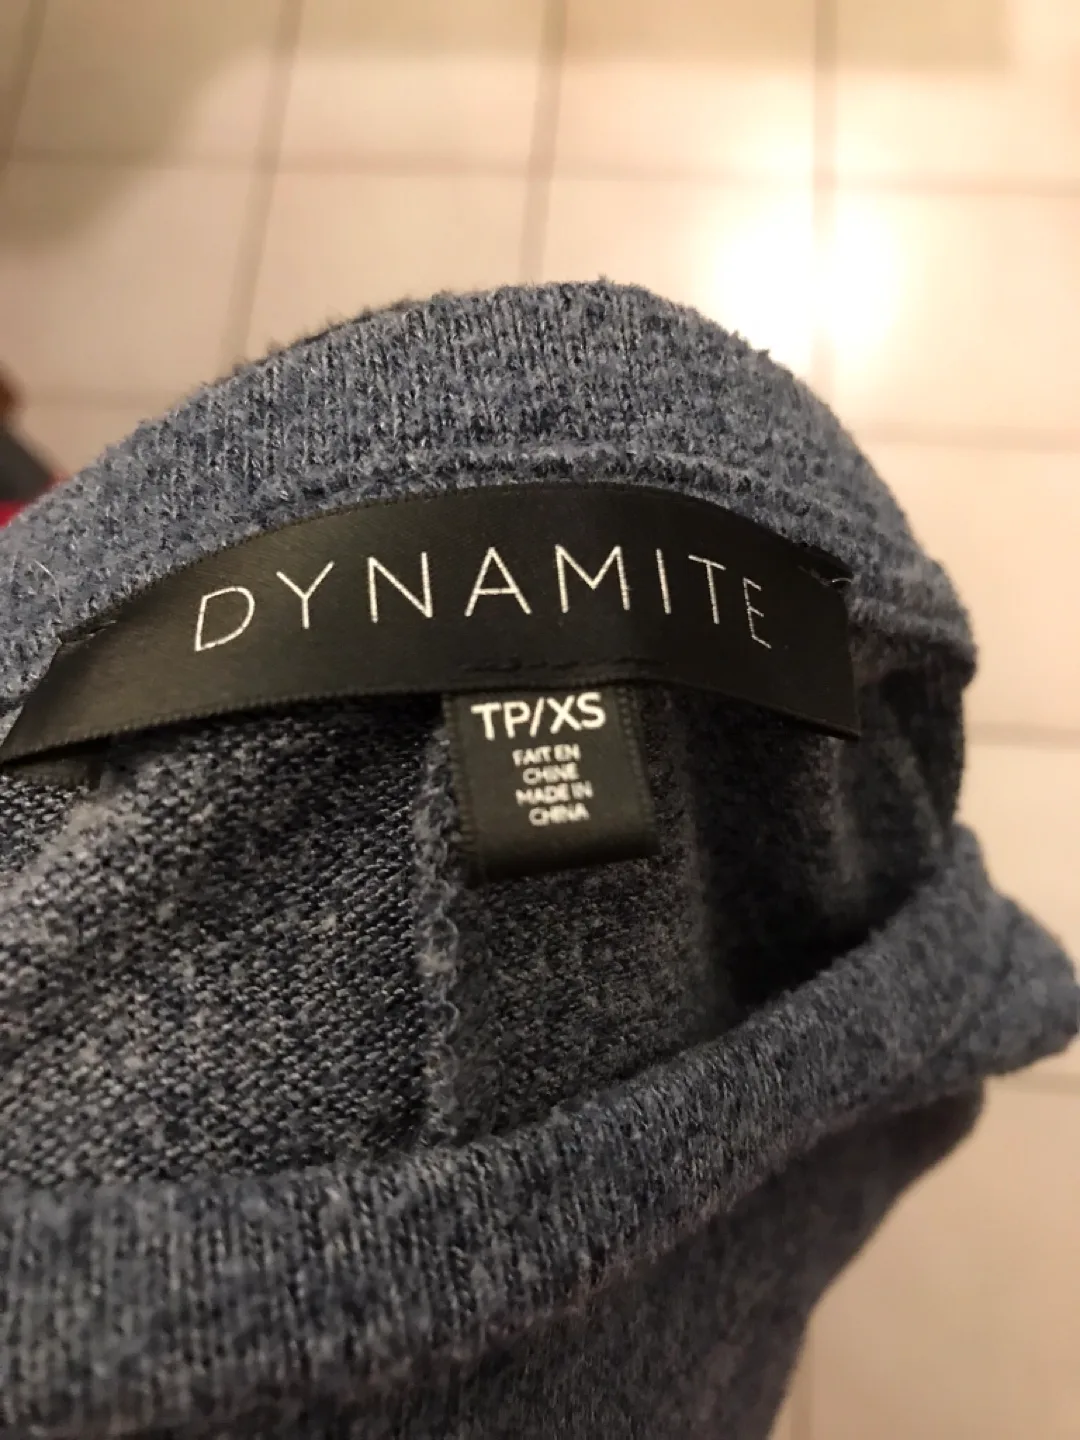 DYNAMITE
TP/XS
FAIT EN
CHINE
MADE IN
CHINA